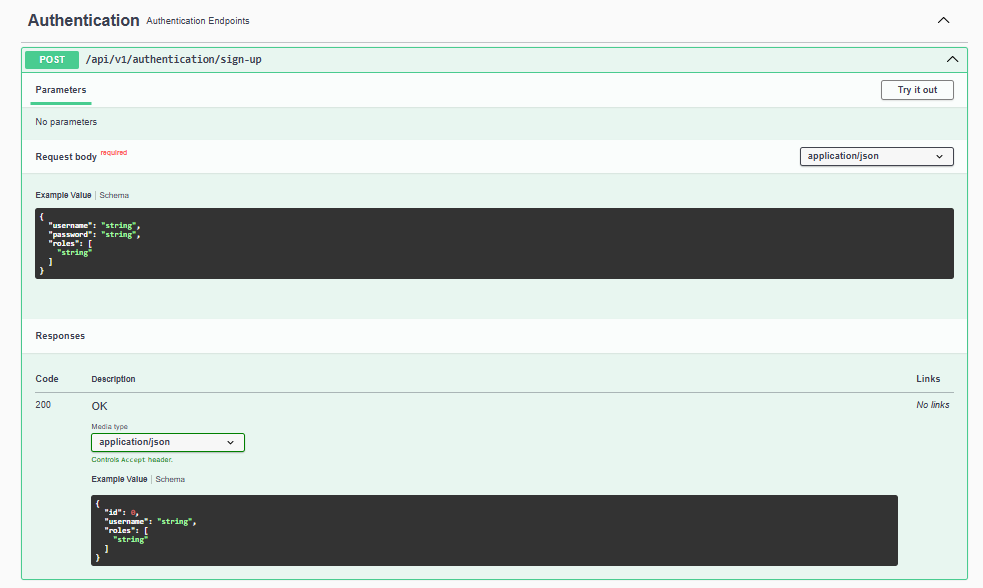 Authentication Authentication Endpoints
POST /api/v1/authentication/sign-up
Parameters
Try it out
No parameters
Request body required
application/json
Example Value | Schema
{
  "username": "string",
  "password": "string",
  "roles": [
    "string"
  ]
}
Responses
Code Description Links
200 OK No links
Media type
application/json
Controls Accept header.
Example Value | Schema
{
  "id": 0,
  "username": "string",
  "roles": [
    "string"
  ]
}